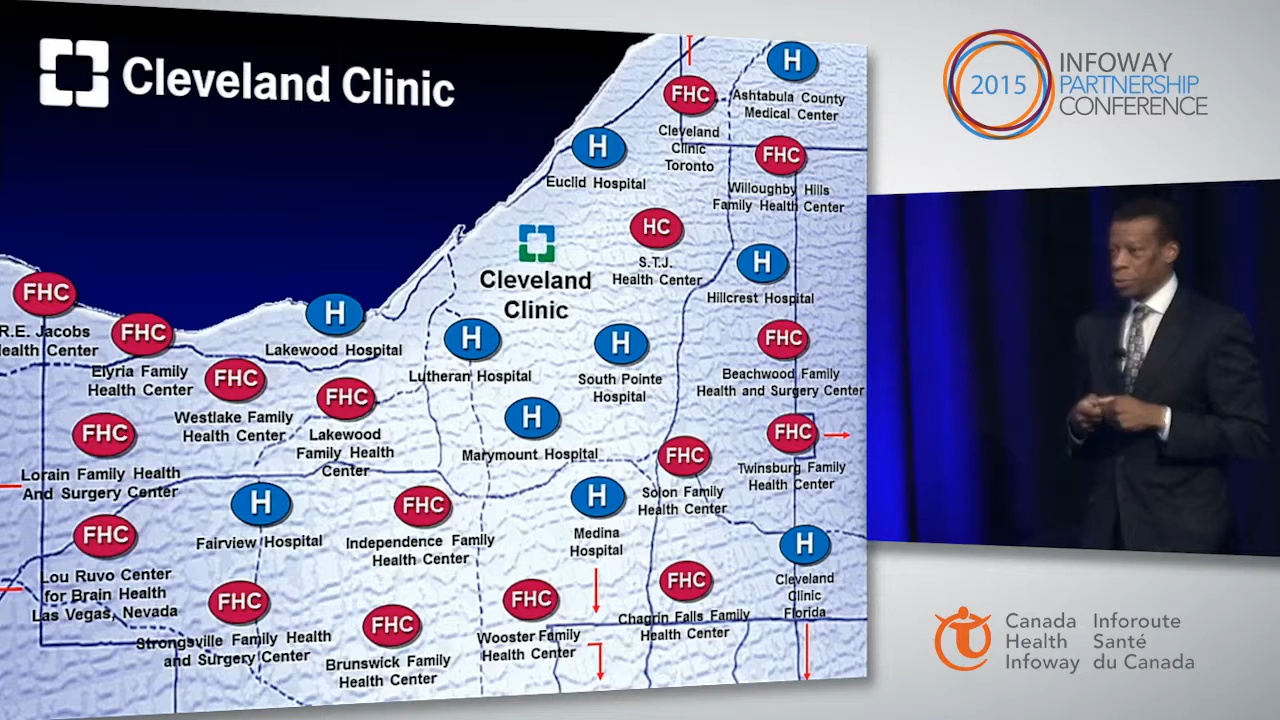 Cleveland Clinic
2015
INFOWAY
PARTNERSHIP
CONFERENCE
H
Ashtabula County
Medical Center
FHC
Cleveland
Clinic
Toronto
H
Euclid Hospital
FHC
Willoughby Hills
Family Health Center
HC
S.T.J.
Health Center
Cleveland
Clinic
H
Hillcrest Hospital
FHC
R.E. Jacobs
Health Center
FHC
Elyria Family
Health Center
H
Lakewood Hospital
H
Lutheran Hospital
H
South Pointe
Hospital
FHC
Beachwood Family
Health and Surgery Center
FHC
Westlake Family
Health Center
FHC
Lakewood
Family Health
Center
H
Marymount Hospital
FHC
Twinsburg Family
Health Center
FHC
Lorain Family Health
And Surgery Center
FHC
Solon Family
Health Center
H
Fairview Hospital
FHC
Independence Family
Health Center
H
Medina
Hospital
FHC
Lou Ruvo Center
for Brain Health
Las Vegas, Nevada
H
Cleveland
Clinic
Florida
FHC
Strongsville Family Health
and Surgery Center
FHC
Brunswick Family
Health Center
FHC
Wooster Family
Health Center
FHC
Chagrin Falls Family
Health Center
Canada Inforoute
Health Santé
Infoway du Canada